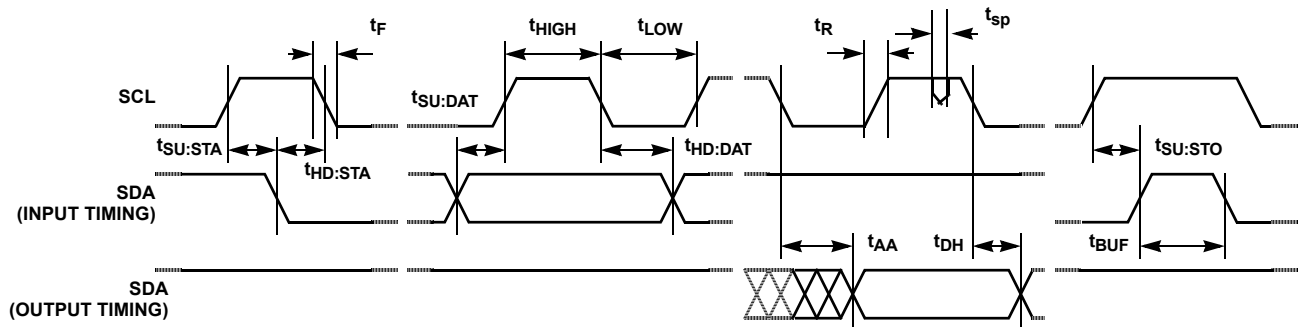 tF
tHIGH
tLOW
tR
tsp
SCL
tSU:DAT
tSU:STA
tHD:STA
tHD:DAT
tSU:STO
SDA
(INPUT TIMING)
tAA
tDH
tBUF
SDA
(OUTPUT TIMING)